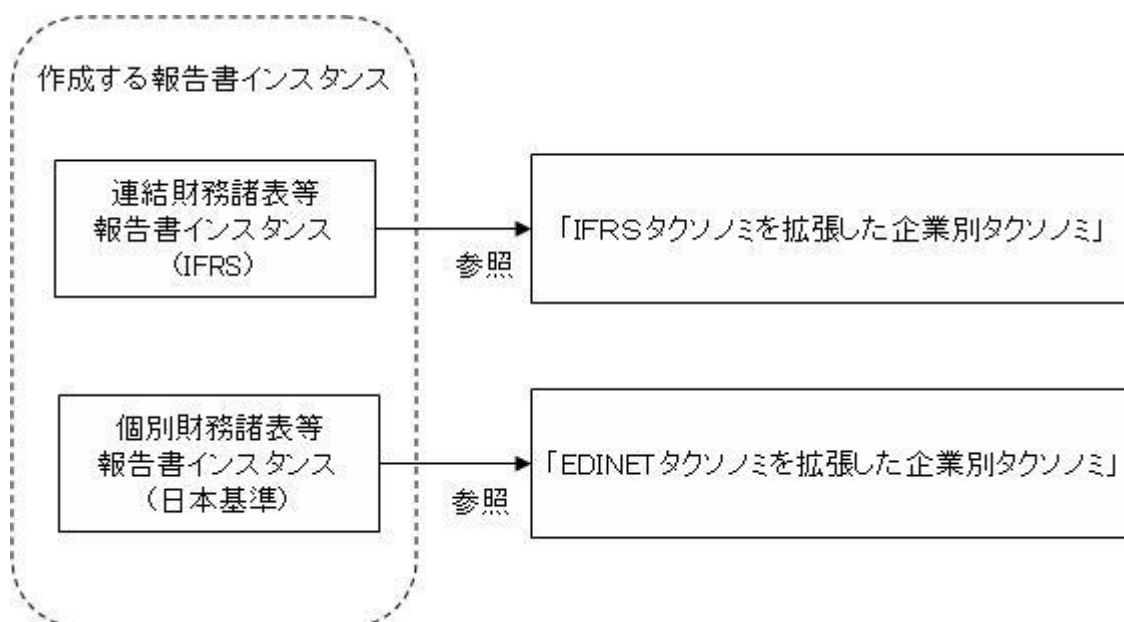 作成する報告書インスタンス
連結財務諸表等
報告書インスタンス
(IFRS)
参照
「IFRSタクソノミを拡張した企業別タクソノミ」
個別財務諸表等
報告書インスタンス
(日本基準)
参照
「EDINETタクソノミを拡張した企業別タクソノミ」